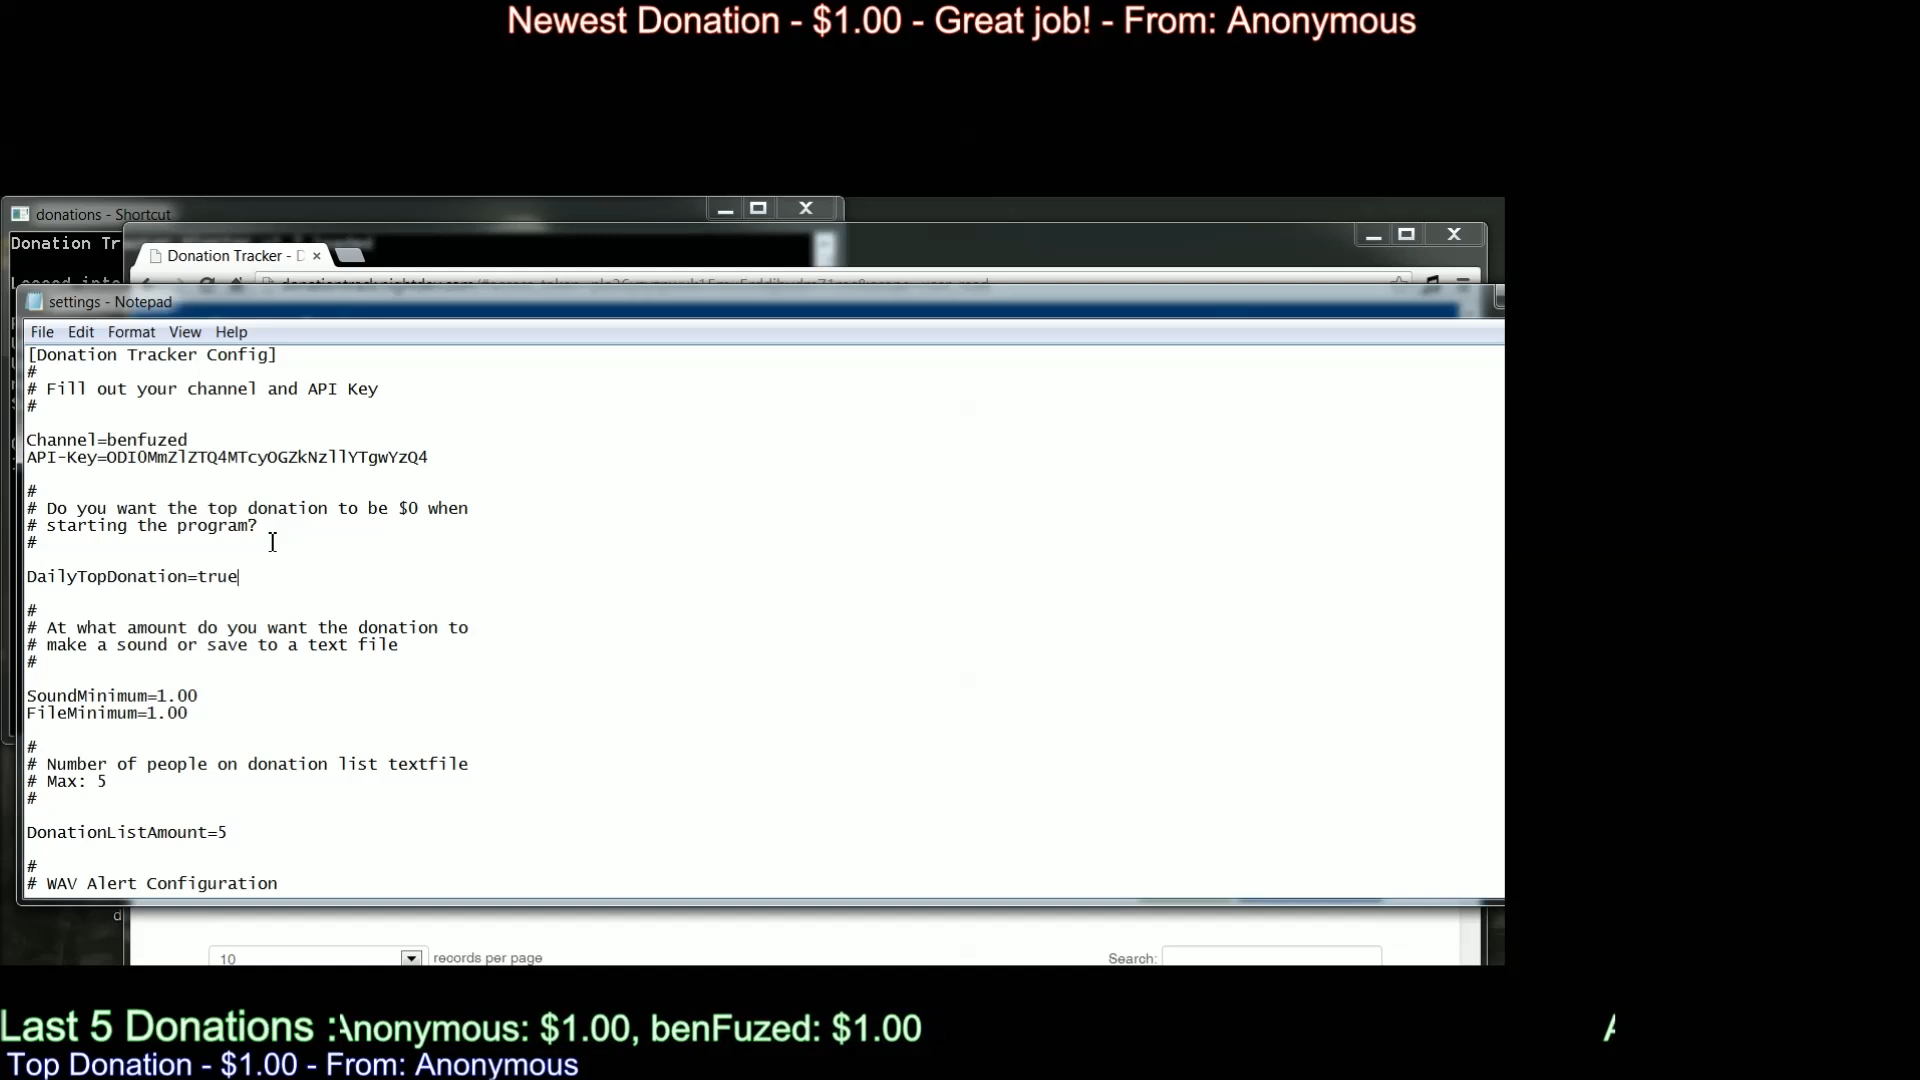 Newest Donation - $1.00 - Great job! - From: Anonymous
donations - Shortcut
Donation Tr
Donation Tracker - D
settings - Notepad
File Edit Format View Help
[Donation Tracker Config]
#
# Fill out your channel and API Key
#
Channel=benfuzed
API-Key=ODI0MmZlZTQ4MTcyOGZkNzllYTgwYzQ4
#
# Do you want the top donation to be $0 when
# starting the program?
#
DailyTopDonation=true
#
# At what amount do you want the donation to
# make a sound or save to a text file
#
SoundMinimum=1.00
FileMinimum=1.00
#
# Number of people on donation list textfile
# Max: 5
#
DonationListAmount=5
#
# WAV Alert Configuration
d
10 records per page Search:
Last 5 Donations : Anonymous: $1.00, benFuzed: $1.00 A
Top Donation - $1.00 - From: Anonymous